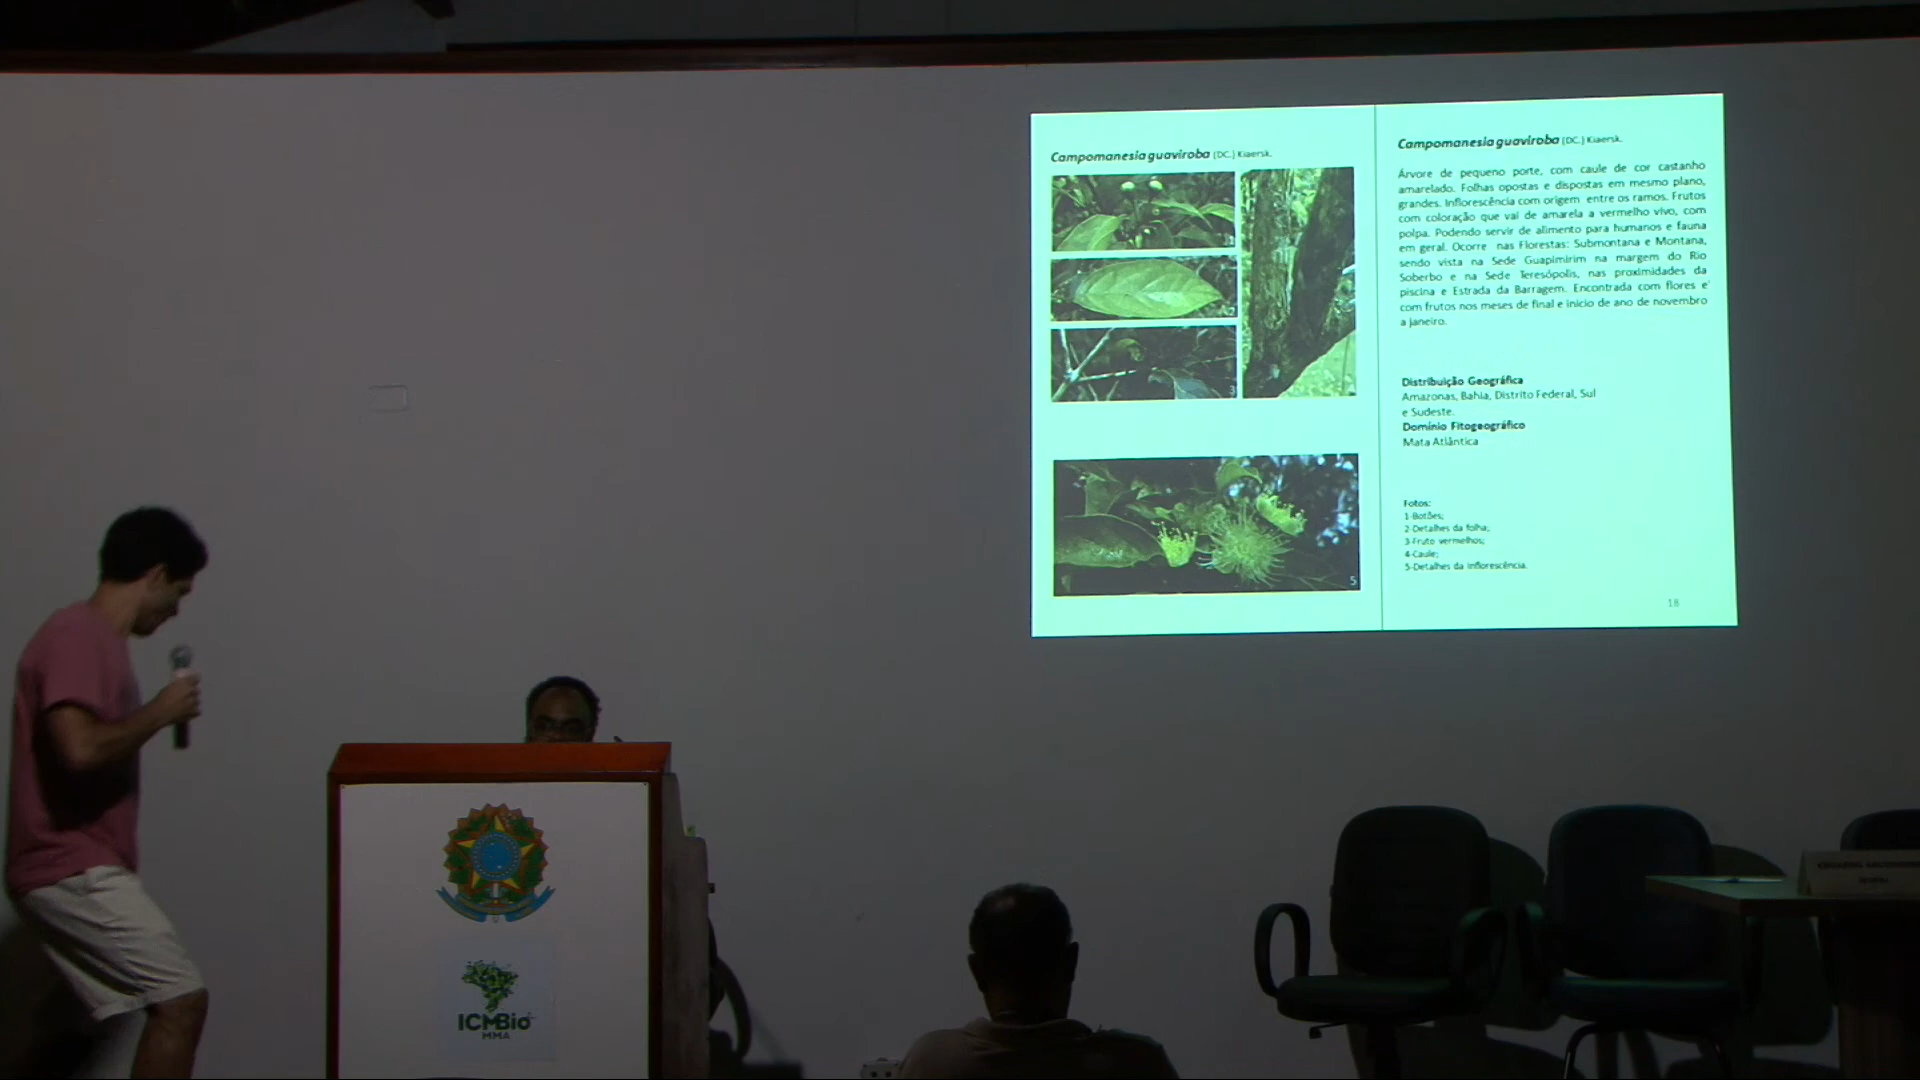 Campomanesia guaviroba (DC.) Kiaersk.
1
2
3
5
Campomanesia guaviroba (DC.) Kiaersk.
Árvore de pequeno porte, com caule de cor castanho
amarelado. Folhas opostas e dispostas em mesmo plano,
grandes. Inflorescência com origem entre os ramos. Frutos
com coloração que vai de amarela a vermelho vivo, com
polpa. Podendo servir de alimento para humanos e fauna
em geral. Ocorre nas Florestas: Submontana e Montana,
sendo vista na Sede Guapimirim na margem do Rio
Soberbo e na Sede Teresópolis, nas proximidades da
piscina e Estrada da Barragem. Encontrada com flores e
com frutos nos meses de final e inicio de ano de novembro
a janeiro.
Distribuição Geográfica
Amazonas, Bahia, Distrito Federal, Sul
e Sudeste.
Domínio Fitogeográfico
Mata Atlântica
Fotos:
1-Botões;
2-Detalhes da folha;
3-Fruto vermelhos;
4-Caule;
5-Detalhes da Inflorescência.
18
ICMBio
MMA